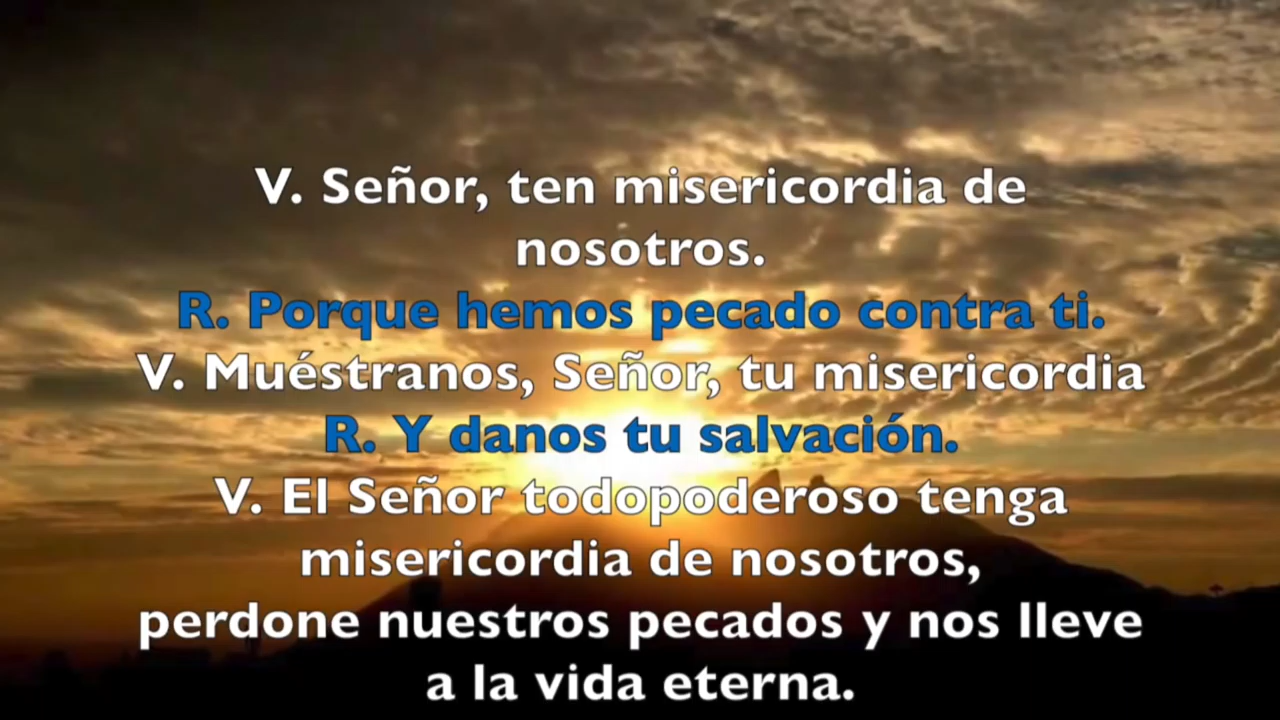 V. Señor, ten misericordia de
nosotros.
R. Porque hemos pecado contra ti.
V. Muéstranos, Señor, tu misericordia
R. Y danos tu salvación.
V. El Señor todopoderoso tenga
misericordia de nosotros,
perdone nuestros pecados y nos lleve
a la vida eterna.